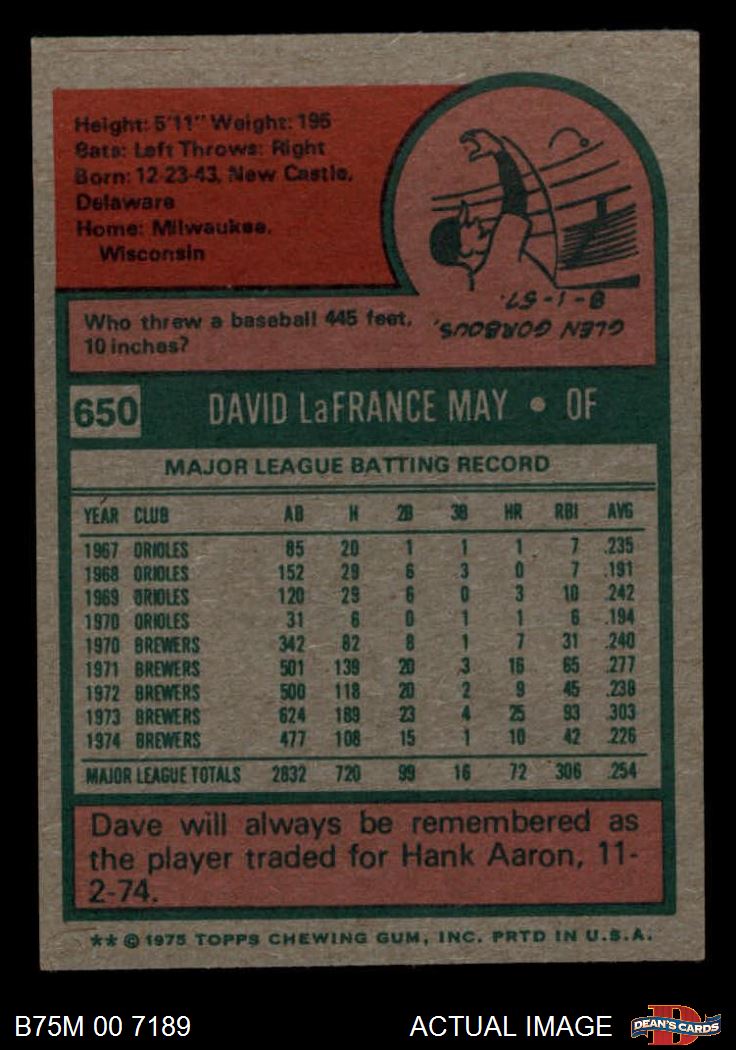 Height: 5'11" Weight: 195
Bats: Left Throws: Right
Born: 12-23-43, New Castle,
Delaware
Home: Milwaukee,
Wisconsin
Who threw a baseball 445 feet,
10 inches?
GLEN GORBOUS,
8-1-57.
650 DAVID LaFRANCE MAY • OF
MAJOR LEAGUE BATTING RECORD
YEAR CLUB AB H 2B 3B HR RBI AVG
1967 ORIOLES 85 20 1 1 1 7 .235
1968 ORIOLES 152 29 6 3 0 7 .191
1969 ORIOLES 120 29 6 0 3 10 .242
1970 ORIOLES 31 6 0 1 1 6 .194
1970 BREWERS 342 82 8 1 7 31 .240
1971 BREWERS 501 139 20 3 16 65 .277
1972 BREWERS 500 118 20 2 9 45 .238
1973 BREWERS 624 189 23 4 25 93 .303
1974 BREWERS 477 108 15 1 10 42 .226
MAJOR LEAGUE TOTALS 2832 720 99 16 72 306 .254
Dave will always be remembered as
the player traded for Hank Aaron, 11-
2-74.
** © 1975 TOPPS CHEWING GUM, INC. PRTD IN U.S.A.
B75M 00 7189 ACTUAL IMAGE D DEAN'S CARDS